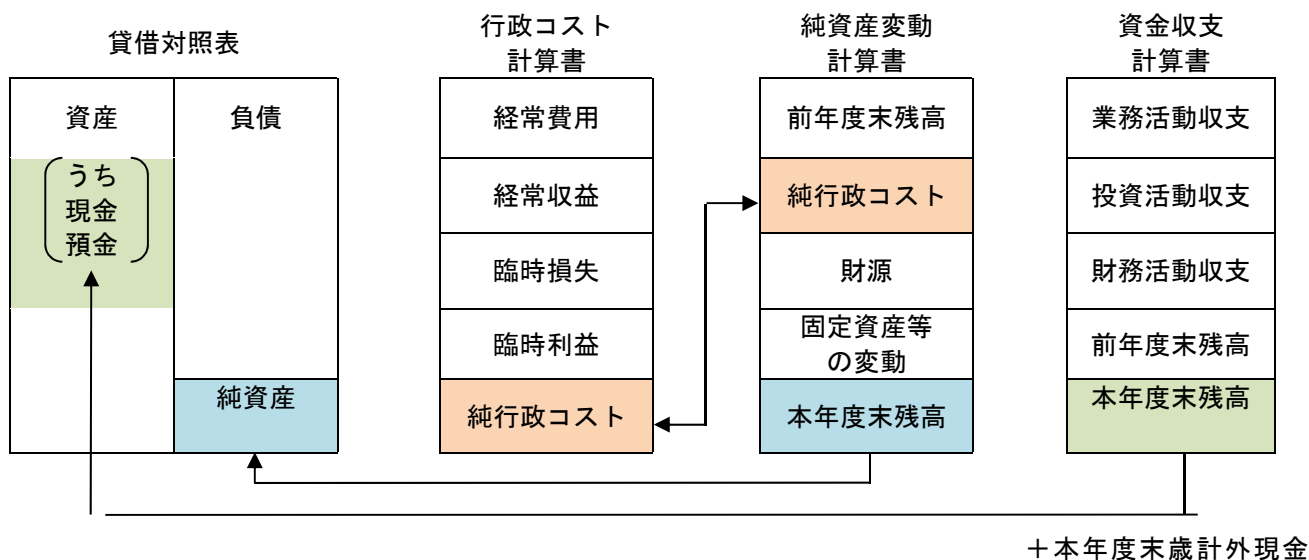 貸借対照表
資産
うち
現金
預金
負債
純資産
行政コスト
計算書
経常費用
経常収益
臨時損失
臨時利益
純行政コスト
純資産変動
計算書
前年度末残高
純行政コスト
財源
固定資産等
の変動
本年度末残高
資金収支
計算書
業務活動収支
投資活動収支
財務活動収支
前年度末残高
本年度末残高
＋本年度末歳計外現金